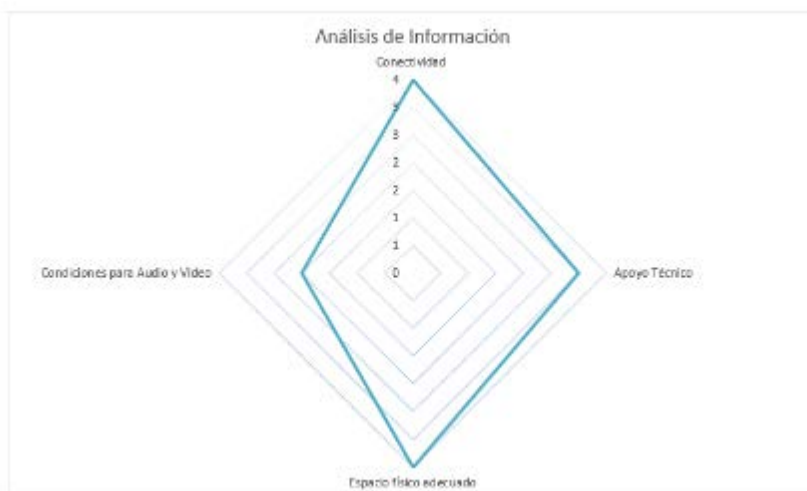 Análisis de Información
Conectividad
4
3
3
2
2
1
1
0
Condiciones para Audio y Video
Apoyo Técnico
Espacio físico adecuado